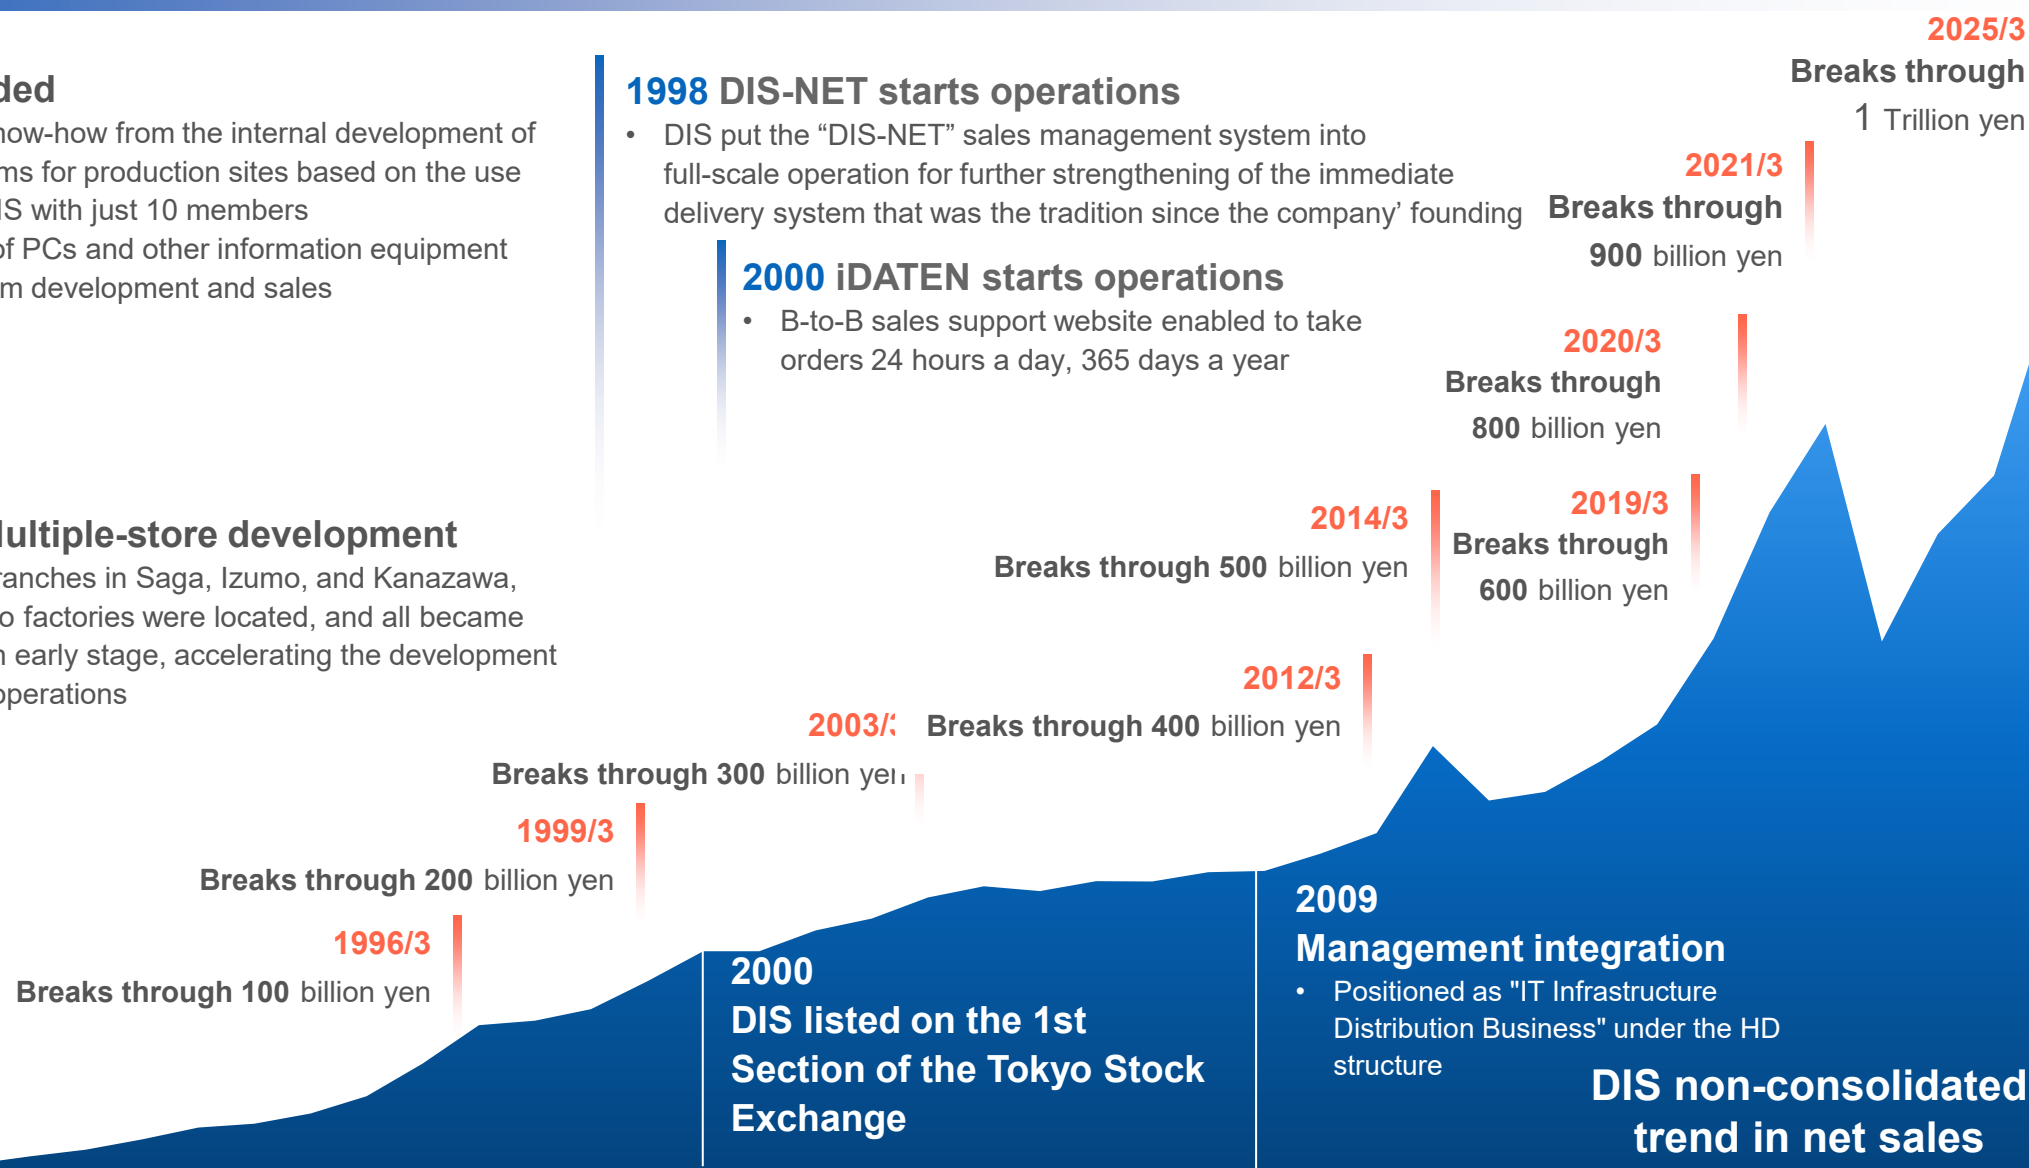 now-how from the internal development of
for production sites based on the use
with just 10 members
of PCs and other information equipment
development and sales
1998 DIS-NET starts operations
• DIS put the “DIS-NET” sales management system into
full-scale operation for further strengthening of the immediate
delivery system that was the tradition since the company’ founding
2000 iDATEN starts operations
• B-to-B sales support website enabled to take
orders 24 hours a day, 365 days a year
2025/3
Breaks through
1 Trillion yen
2021/3
Breaks through
900 billion yen
2020/3
Breaks through
800 billion yen
2019/3
Breaks through
600 billion yen
2014/3
Breaks through 500 billion yen
2012/3
Breaks through 400 billion yen
ultiple-store development
ranches in Saga, Izumo, and Kanazawa,
factories were located, and all became
early stage, accelerating the development
operations
Breaks through 300 billion yen
1999/3
Breaks through 200 billion yen
1996/3
Breaks through 100 billion yen
2000
DIS listed on the 1st
Section of the Tokyo Stock
Exchange
2009
Management integration
• Positioned as "IT Infrastructure
Distribution Business" under the HD
structure
DIS non-consolidated
trend in net sales